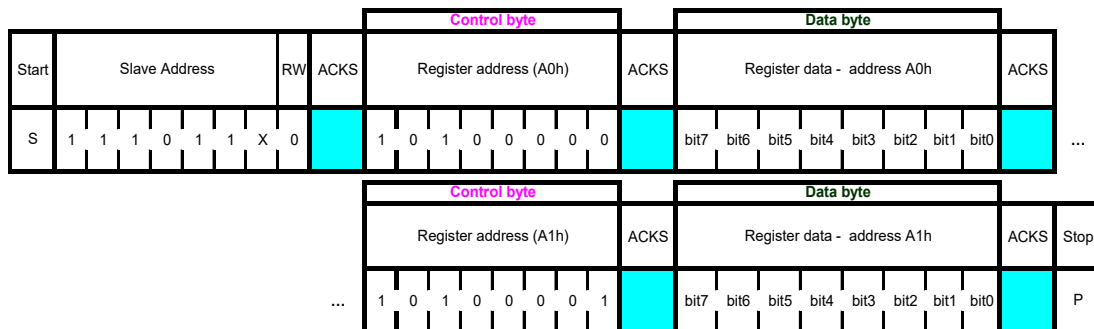 Control byte Data byte
Start Slave Address RW ACKS Register address (A0h) ACKS Register data - address A0h ACKS
S 1 1 1 0 1 1 X 0 1 0 1 0 0 0 0 0 bit7 bit6 bit5 bit4 bit3 bit2 bit1 bit0 ...
Control byte Data byte
Register address (A1h) ACKS Register data - address A1h ACKS Stop
... 1 0 1 0 0 0 0 1 bit7 bit6 bit5 bit4 bit3 bit2 bit1 bit0 P